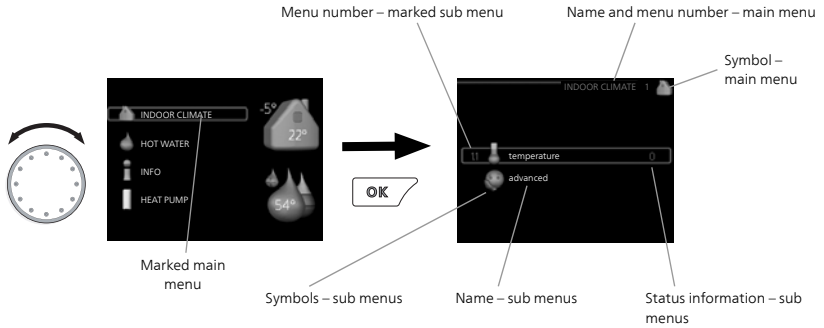 Menu number – marked sub menu
Name and menu number – main menu
Symbol –
main menu
INDOOR CLIMATE
-5°
22°
HOT WATER
INFO
HEAT PUMP
54°
OK
INDOOR CLIMATE 1
1.1 temperature 0
advanced
Marked main
menu
Symbols – sub menus
Name – sub menus
Status information – sub
menus